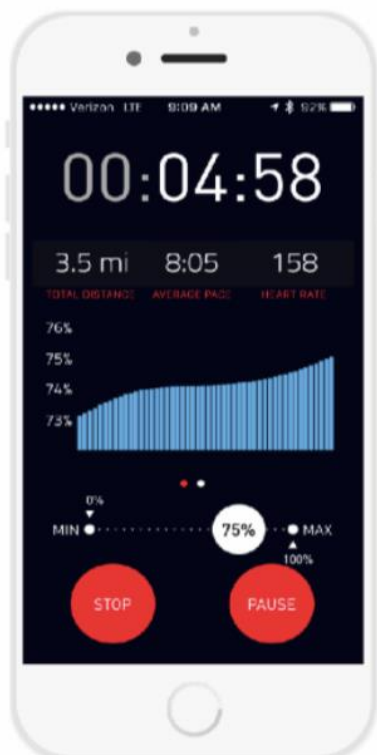 Verizon LTE 9:09 AM 92%
00:04:58
3.5 mi 8:05 158
TOTAL DISTANCE AVERAGE PACE HEART RATE
76%
75%
74%
73%
0%
MIN 75% MAX
100%
STOP PAUSE